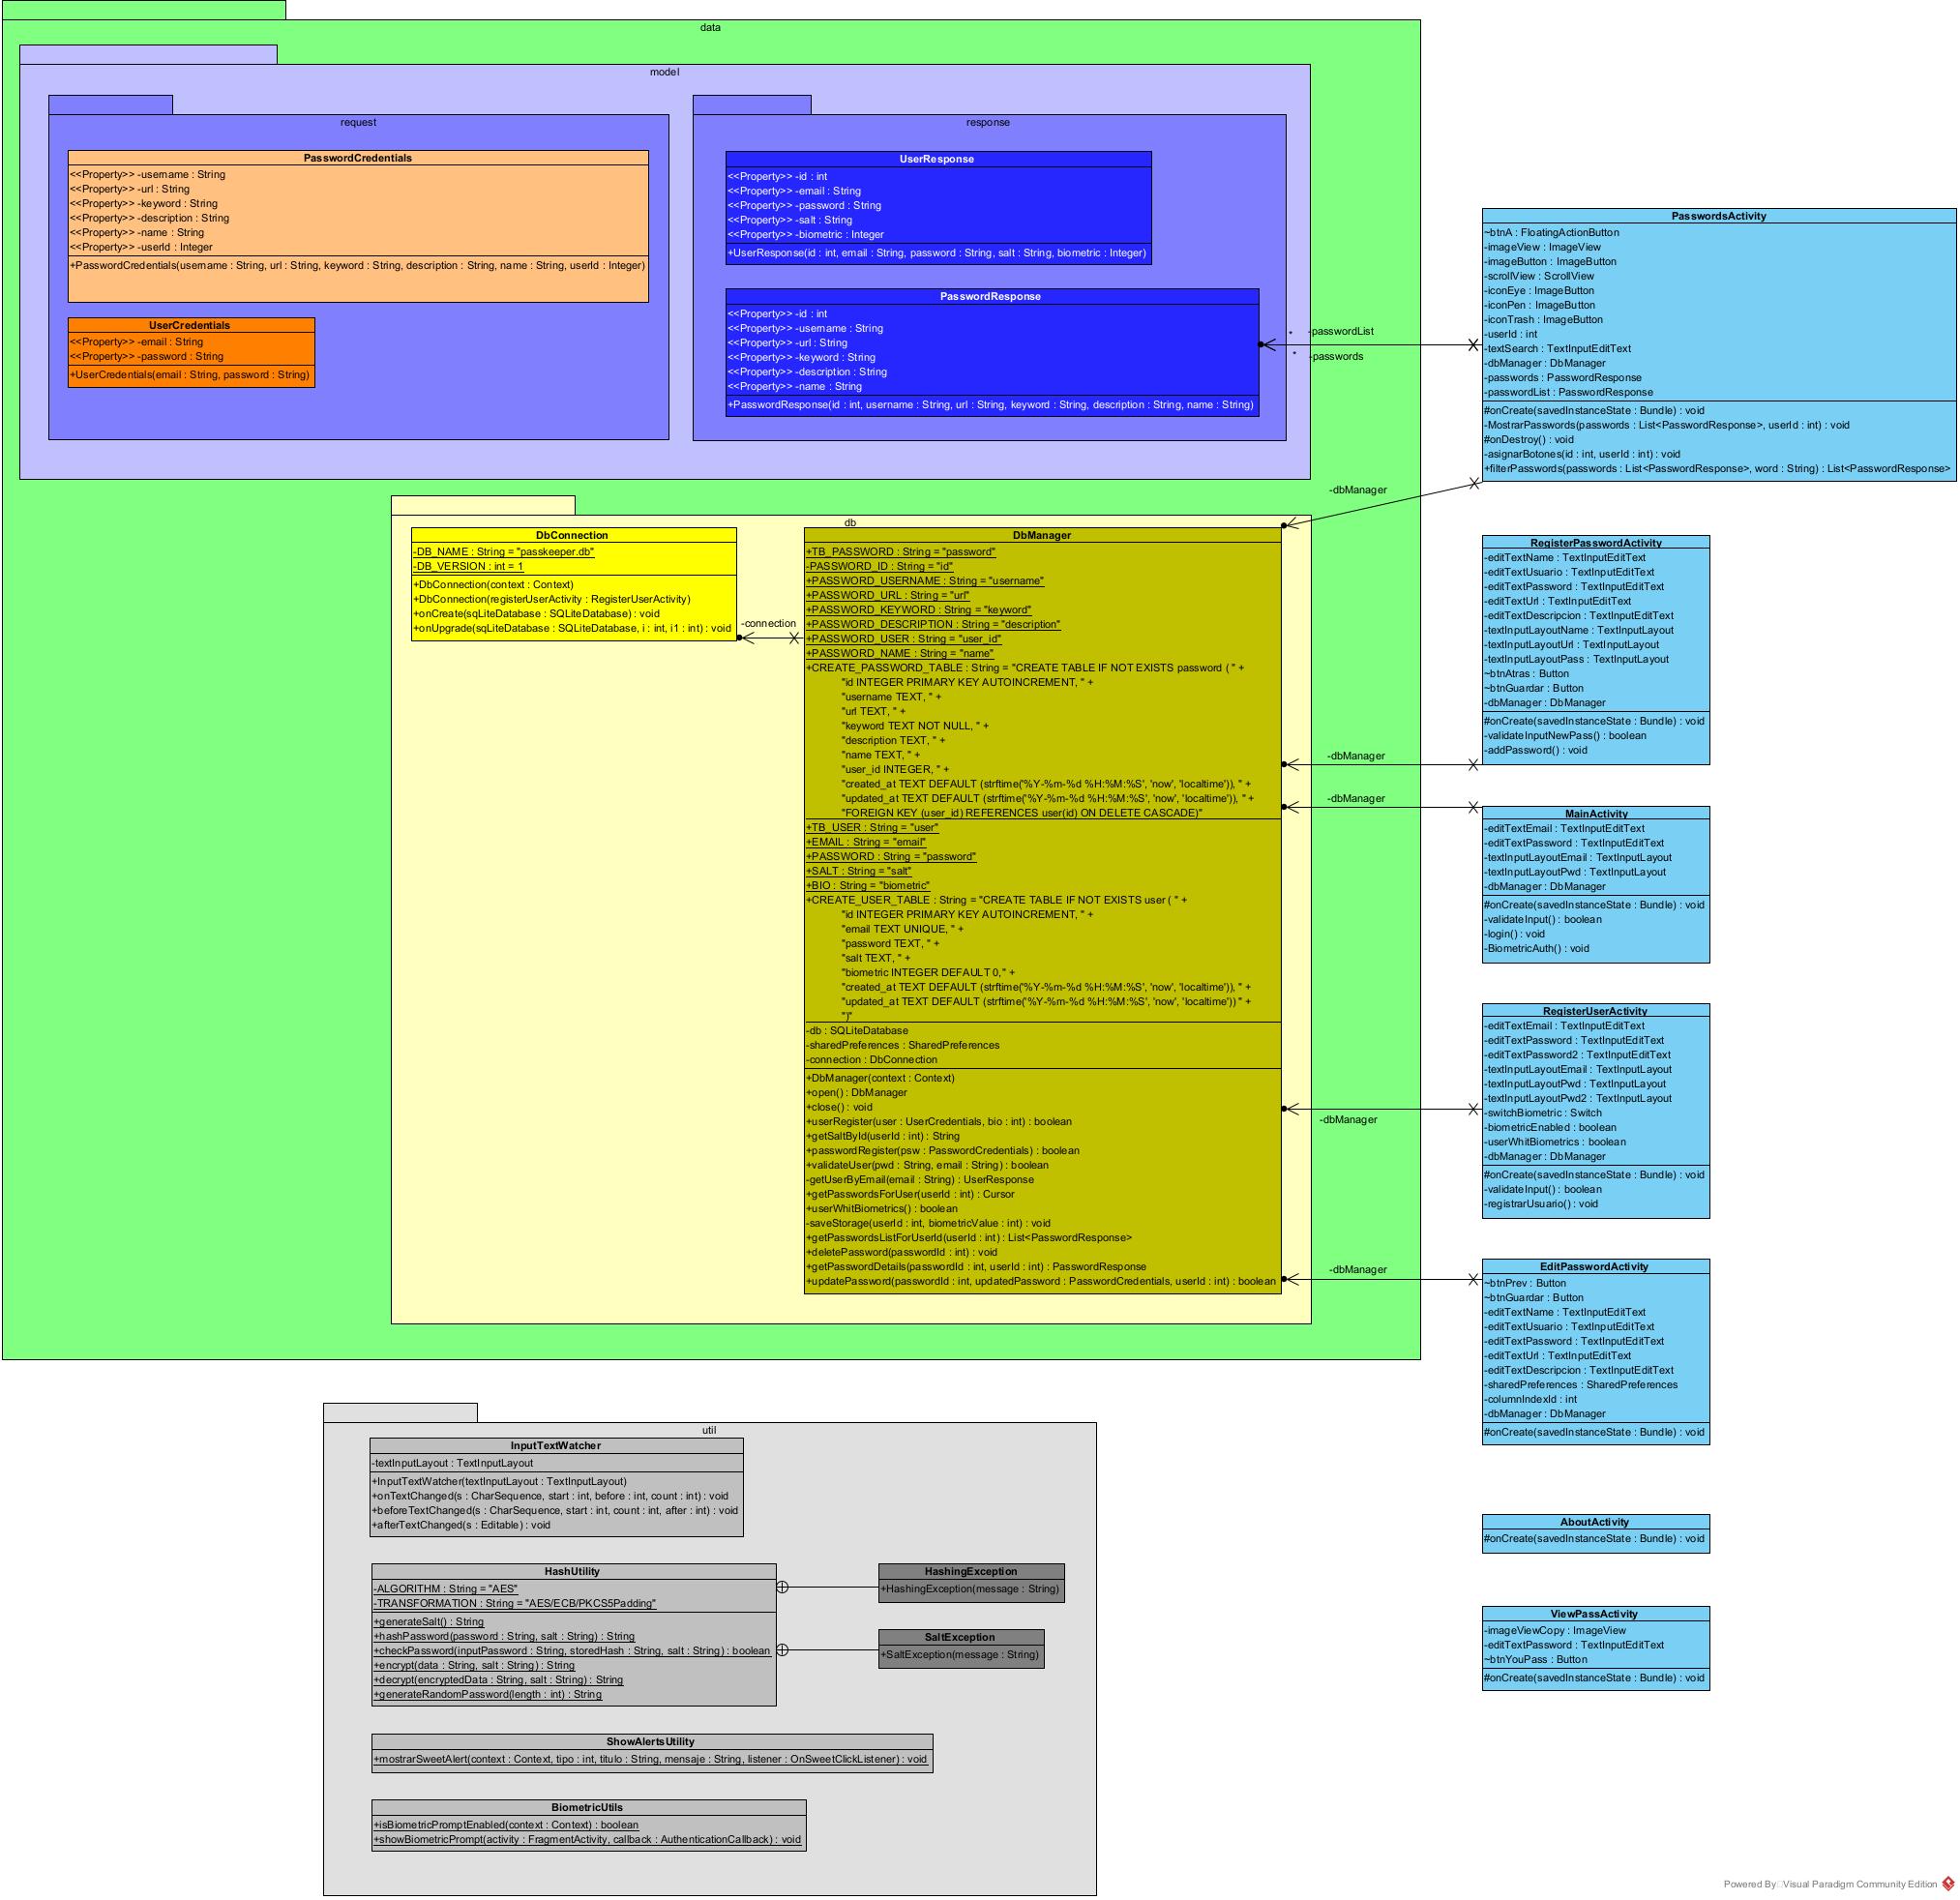 data
model
request
PasswordCredentials
<<Property>> -username : String
<<Property>> -url : String
<<Property>> -keyword : String
<<Property>> -description : String
<<Property>> -name : String
<<Property>> -userId : Integer
+PasswordCredentials(username : String, url : String, keyword : String, description : String, name : String, userId : Integer)
UserCredentials
<<Property>> -email : String
<<Property>> -password : String
+UserCredentials(email : String, password : String)
response
UserResponse
<<Property>> -id : int
<<Property>> -email : String
<<Property>> -password : String
<<Property>> -salt : String
<<Property>> -biometric : Integer
+UserResponse(id : int, email : String, password : String, salt : String, biometric : Integer)
PasswordResponse
<<Property>> -id : int
<<Property>> -username : String
<<Property>> -url : String
<<Property>> -keyword : String
<<Property>> -description : String
<<Property>> -name : String
+PasswordResponse(id : int, username : String, url : String, keyword : String, description : String, name : String)
* -passwordList
* -passwords
PasswordsActivity
~btnA : FloatingActionButton
-imageView : ImageView
-imageButton : ImageButton
-scrollView : ScrollView
-iconEye : ImageButton
-iconPen : ImageButton
-iconTrash : ImageButton
-userId : int
-textSearch : TextInputEditText
-dbManager : DbManager
-passwords : PasswordResponse
-passwordList : PasswordResponse
#onCreate(savedInstanceState : Bundle) : void
-MostrarPasswords(passwords : List<PasswordResponse>, userId : int) : void
#onDestroy() : void
-asignarBotones(id : int, userId : int) : void
+filterPasswords(passwords : List<PasswordResponse>, word : String) : List<PasswordResponse>
-dbManager
db
DbConnection
-DB_NAME : String = "passkeeper.db"
-DB_VERSION : int = 1
+DbConnection(context : Context)
+DbConnection(registerUserActivity : RegisterUserActivity)
+onCreate(sqLiteDatabase : SQLiteDatabase) : void
+onUpgrade(sqLiteDatabase : SQLiteDatabase, i : int, i1 : int) : void
-connection
DbManager
+TB_PASSWORD : String = "password"
-PASSWORD_ID : String = "id"
+PASSWORD_USERNAME : String = "username"
+PASSWORD_URL : String = "url"
+PASSWORD_KEYWORD : String = "keyword"
+PASSWORD_DESCRIPTION : String = "description"
+PASSWORD_USER : String = "user_id"
+PASSWORD_NAME : String = "name"
+CREATE_PASSWORD_TABLE : String = "CREATE TABLE IF NOT EXISTS password ( " +
"id INTEGER PRIMARY KEY AUTOINCREMENT, " +
"username TEXT, " +
"url TEXT, " +
"keyword TEXT NOT NULL, " +
"description TEXT, " +
"name TEXT, " +
"user_id INTEGER, " +
"created_at TEXT DEFAULT (strftime('%Y-%m-%d %H:%M:%S', 'now', 'localtime')), " +
"updated_at TEXT DEFAULT (strftime('%Y-%m-%d %H:%M:%S', 'now', 'localtime')), " +
"FOREIGN KEY (user_id) REFERENCES user(id) ON DELETE CASCADE)"
+TB_USER : String = "user"
+EMAIL : String = "email"
+PASSWORD : String = "password"
+SALT : String = "salt"
+BIO : String = "biometric"
+CREATE_USER_TABLE : String = "CREATE TABLE IF NOT EXISTS user ( " +
"id INTEGER PRIMARY KEY AUTOINCREMENT, " +
"email TEXT UNIQUE, " +
"password TEXT, " +
"salt TEXT, " +
"biometric INTEGER DEFAULT 0," +
"created_at TEXT DEFAULT (strftime('%Y-%m-%d %H:%M:%S', 'now', 'localtime')), " +
"updated_at TEXT DEFAULT (strftime('%Y-%m-%d %H:%M:%S', 'now', 'localtime')) " +
")"
-db : SQLiteDatabase
-sharedPreferences : SharedPreferences
-connection : DbConnection
+DbManager(context : Context)
+open() : DbManager
+close() : void
+userRegister(user : UserCredentials, bio : int) : boolean
+getSaltById(userId : int) : String
+passwordRegister(psw : PasswordCredentials) : boolean
+validateUser(pwd : String, email : String) : boolean
-getUserByEmail(email : String) : UserResponse
+getPasswordsForUser(userId : int) : Cursor
+userWhitBiometrics() : boolean
-saveStorage(userId : int, biometricValue : int) : void
+getPasswordsListForUserId(userId : int) : List<PasswordResponse>
+deletePassword(passwordId : int) : void
+getPasswordDetails(passwordId : int, userId : int) : PasswordResponse
+updatePassword(passwordId : int, updatedPassword : PasswordCredentials, userId : int) : boolean
-dbManager
-dbManager
-dbManager
-dbManager
RegisterPasswordActivity
-editTextName : TextInputEditText
-editTextUsuario : TextInputEditText
-editTextPassword : TextInputEditText
-editTextUrl : TextInputEditText
-editTextDescripcion : TextInputEditText
-textInputLayoutName : TextInputLayout
-textInputLayoutUrl : TextInputLayout
-textInputLayoutPass : TextInputLayout
~btnAtras : Button
~btnGuardar : Button
-dbManager : DbManager
#onCreate(savedInstanceState : Bundle) : void
-validateInputNewPass() : boolean
-addPassword() : void
MainActivity
-editTextEmail : TextInputEditText
-editTextPassword : TextInputEditText
-textInputLayoutEmail : TextInputLayout
-textInputLayoutPwd : TextInputLayout
-dbManager : DbManager
#onCreate(savedInstanceState : Bundle) : void
-validateInput() : boolean
-login() : void
-BiometricAuth() : void
RegisterUserActivity
-editTextEmail : TextInputEditText
-editTextPassword : TextInputEditText
-editTextPassword2 : TextInputEditText
-textInputLayoutEmail : TextInputLayout
-textInputLayoutPwd : TextInputLayout
-textInputLayoutPwd2 : TextInputLayout
-switchBiometric : Switch
-biometricEnabled : boolean
-userWhitBiometrics : boolean
-dbManager : DbManager
#onCreate(savedInstanceState : Bundle) : void
-validateInput() : boolean
-registrarUsuario() : void
EditPasswordActivity
~btnPrev : Button
~btnGuardar : Button
-editTextName : TextInputEditText
-editTextUsuario : TextInputEditText
-editTextPassword : TextInputEditText
-editTextUrl : TextInputEditText
-editTextDescripcion : TextInputEditText
-sharedPreferences : SharedPreferences
-columnIndexId : int
-dbManager : DbManager
#onCreate(savedInstanceState : Bundle) : void
AboutActivity
#onCreate(savedInstanceState : Bundle) : void
ViewPassActivity
-imageViewCopy : ImageView
-editTextPassword : TextInputEditText
~btnYouPass : Button
#onCreate(savedInstanceState : Bundle) : void
util
InputTextWatcher
-textInputLayout : TextInputLayout
+InputTextWatcher(textInputLayout : TextInputLayout)
+onTextChanged(s : CharSequence, start : int, before : int, count : int) : void
+beforeTextChanged(s : CharSequence, start : int, count : int, after : int) : void
+afterTextChanged(s : Editable) : void
HashUtility
-ALGORITHM : String = "AES"
-TRANSFORMATION : String = "AES/ECB/PKCS5Padding"
+generateSalt() : String
+hashPassword(password : String, salt : String) : String
+checkPassword(inputPassword : String, storedHash : String, salt : String) : boolean
+encrypt(data : String, salt : String) : String
+decrypt(encryptedData : String, salt : String) : String
+generateRandomPassword(length : int) : String
HashingException
+HashingException(message : String)
SaltException
+SaltException(message : String)
ShowAlertsUtility
+mostrarSweetAlert(context : Context, tipo : int, titulo : String, mensaje : String, listener : OnSweetClickListener) : void
BiometricUtils
+isBiometricPromptEnabled(context : Context) : boolean
+showBiometricPrompt(activity : FragmentActivity, callback : AuthenticationCallback) : void
Powered By Visual Paradigm Community Edition